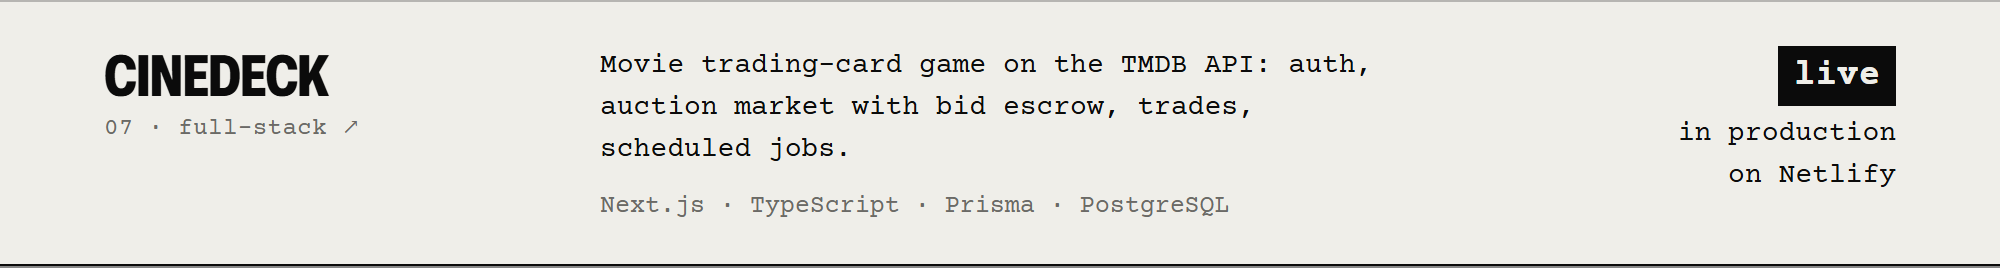 CINEDECK
07 · full-stack ↗
Movie trading-card game on the TMDB API: auth,
auction market with bid escrow, trades,
scheduled jobs.
Next.js · TypeScript · Prisma · PostgreSQL
live
in production
on Netlify